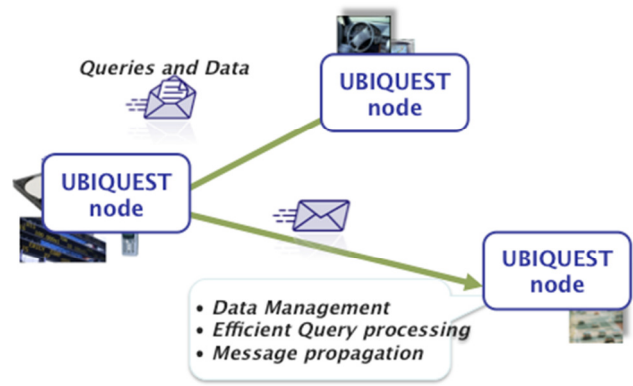 Queries and Data
UBIQUEST
node
UBIQUEST
node
UBIQUEST
node
• Data Management
• Efficient Query processing
• Message propagation